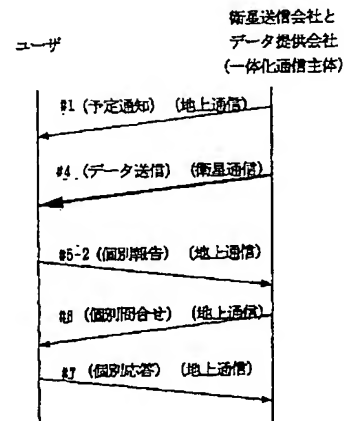 衛星送信会社と
ユーザ
データ提供会社
(一体化通信主体)
#1 (予定通知) (地上通信)
#4 (データ送信) (衛星通信)
#5-2 (個別報告) (地上通信)
#6 (個別問合せ) (地上通信)
#7 (個別応答) (地上通信)